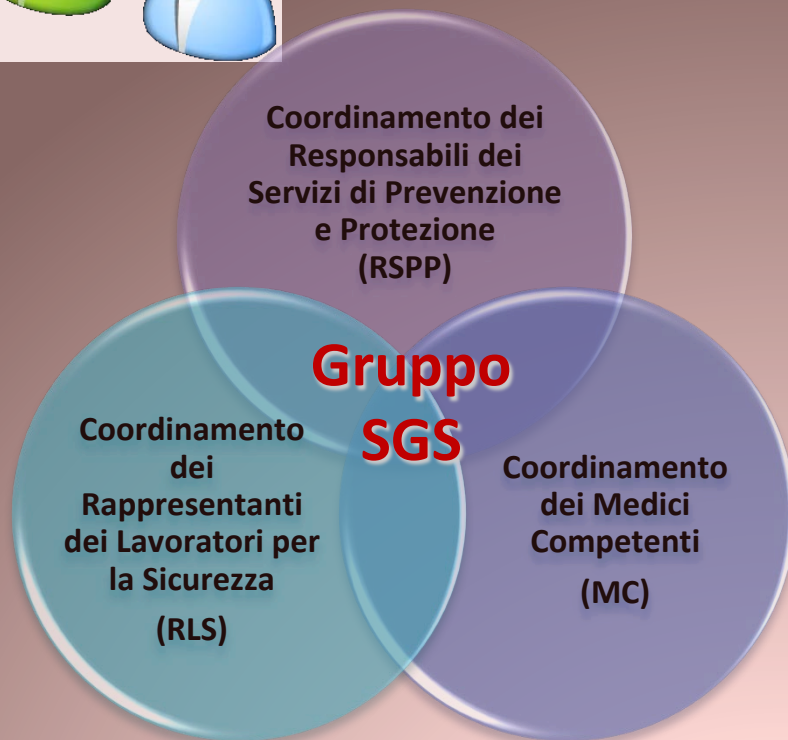 Coordinamento dei
Responsabili dei
Servizi di Prevenzione
e Protezione
(RSPP)
Gruppo
SGS
Coordinamento
dei
Rappresentanti
dei Lavoratori per
la Sicurezza
(RLS)
Coordinamento
dei Medici
Competenti
(MC)